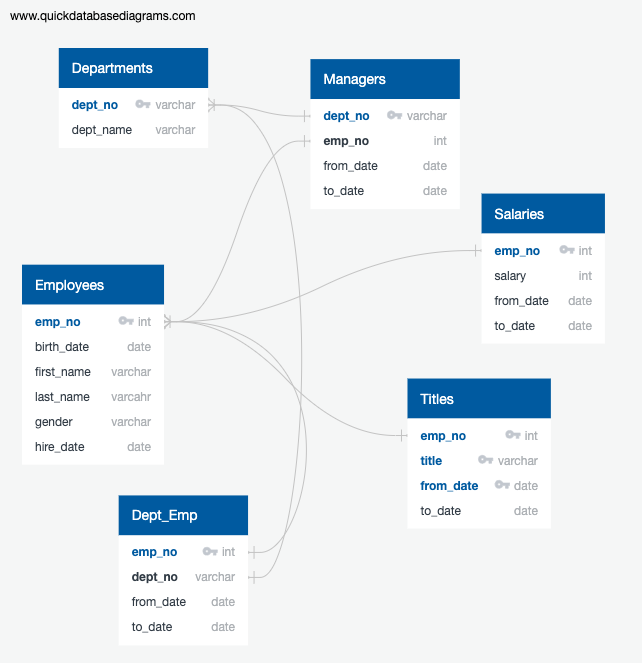 www.quickdatabasediagrams.com
Departments
dept_no varchar
dept_name varchar
Managers
dept_no varchar
emp_no int
from_date date
to_date date
Salaries
emp_no int
salary int
from_date date
to_date date
Employees
emp_no int
birth_date date
first_name varchar
last_name varcahr
gender varchar
hire_date date
Titles
emp_no int
title varchar
from_date date
to_date date
Dept_Emp
emp_no int
dept_no varchar
from_date date
to_date date